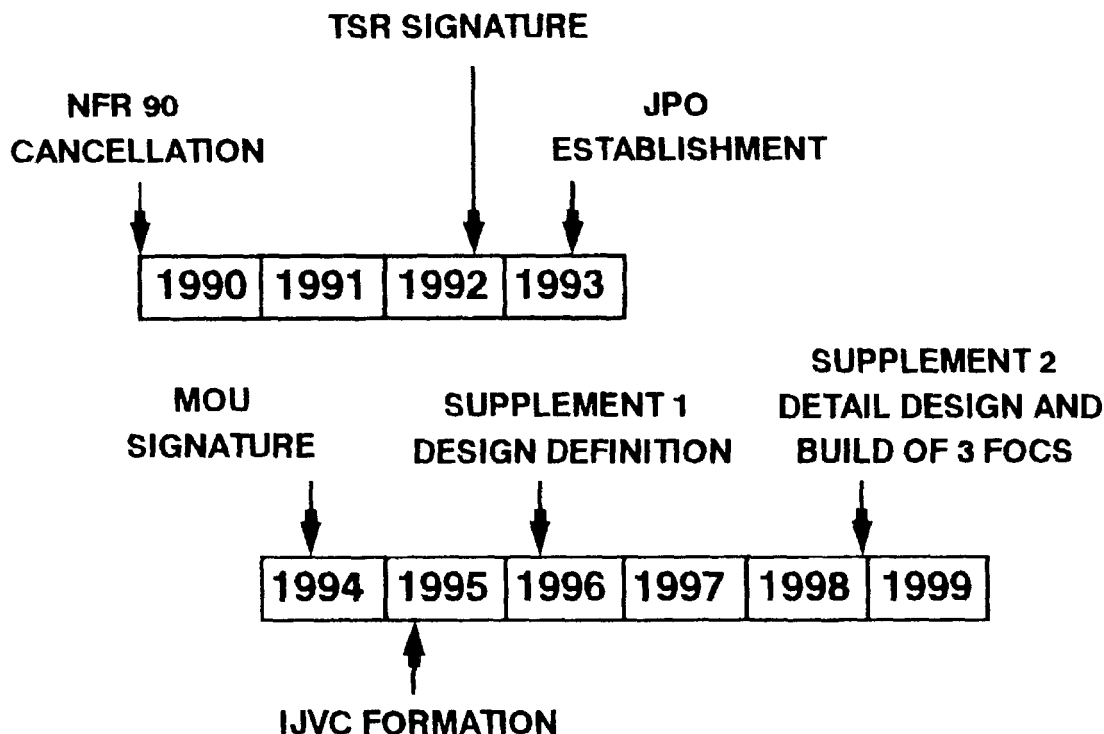 TSR SIGNATURE
NFR 90
CANCELLATION
JPO
ESTABLISHMENT
1990 1991 1992 1993
MOU
SIGNATURE
SUPPLEMENT 1
DESIGN DEFINITION
SUPPLEMENT 2
DETAIL DESIGN AND
BUILD OF 3 FOCS
1994 1995 1996 1997 1998 1999
IJVC FORMATION